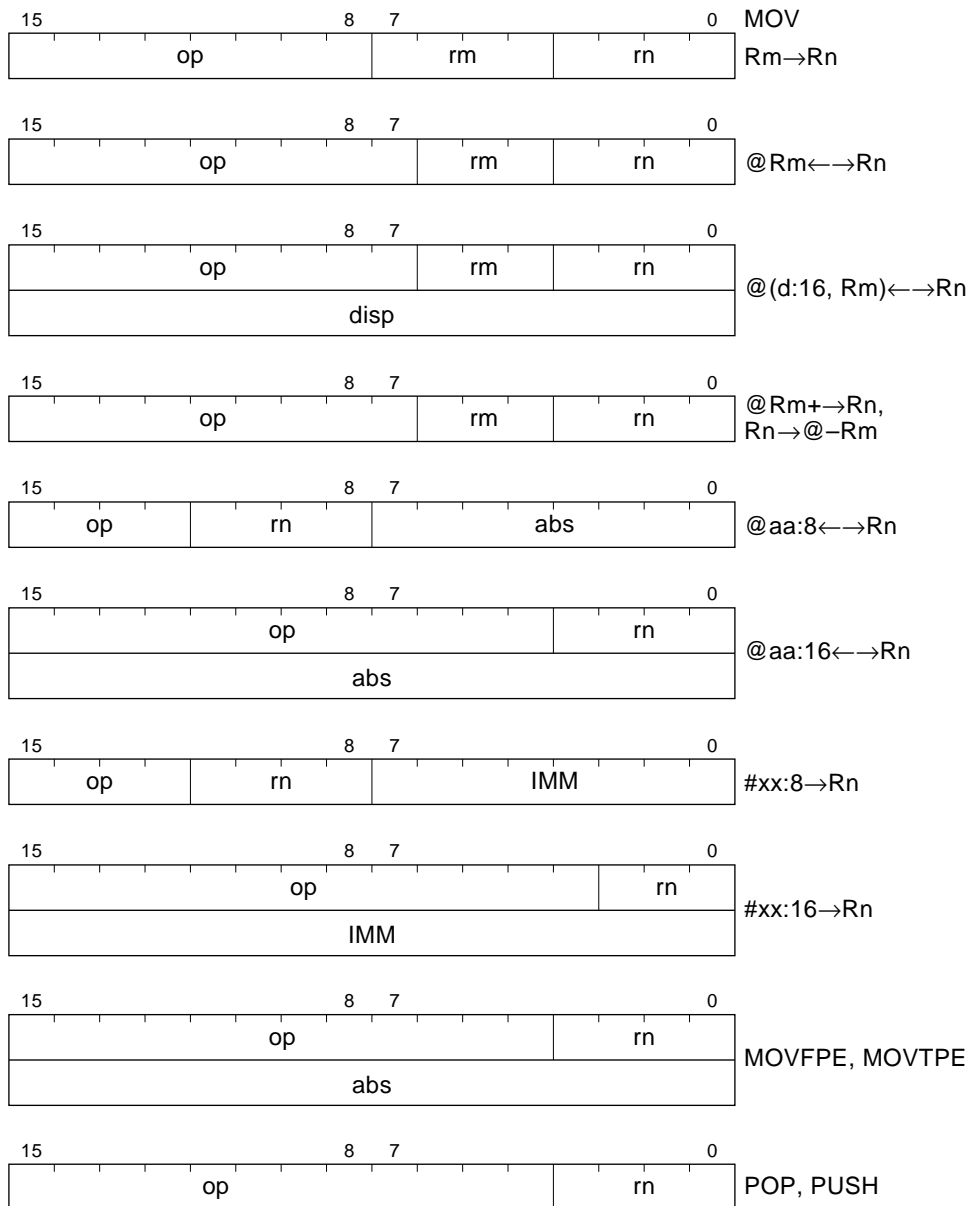 15 8 7 0 MOV
op rm rn Rm→Rn
15 8 7 0
op rm rn @Rm←→Rn
15 8 7 0
op rm rn
@(d:16, Rm)←→Rn
disp
15 8 7 0
op rm rn
@Rm+→Rn,
Rn→@–Rm
15 8 7 0
op rn abs @aa:8←→Rn
15 8 7 0
op rn
@aa:16←→Rn
abs
15 8 7 0
op rn IMM #xx:8→Rn
15 8 7 0
op rn
#xx:16→Rn
IMM
15 8 7 0
op rn
MOVFPE, MOVTPE
abs
15 8 7 0
op rn POP, PUSH